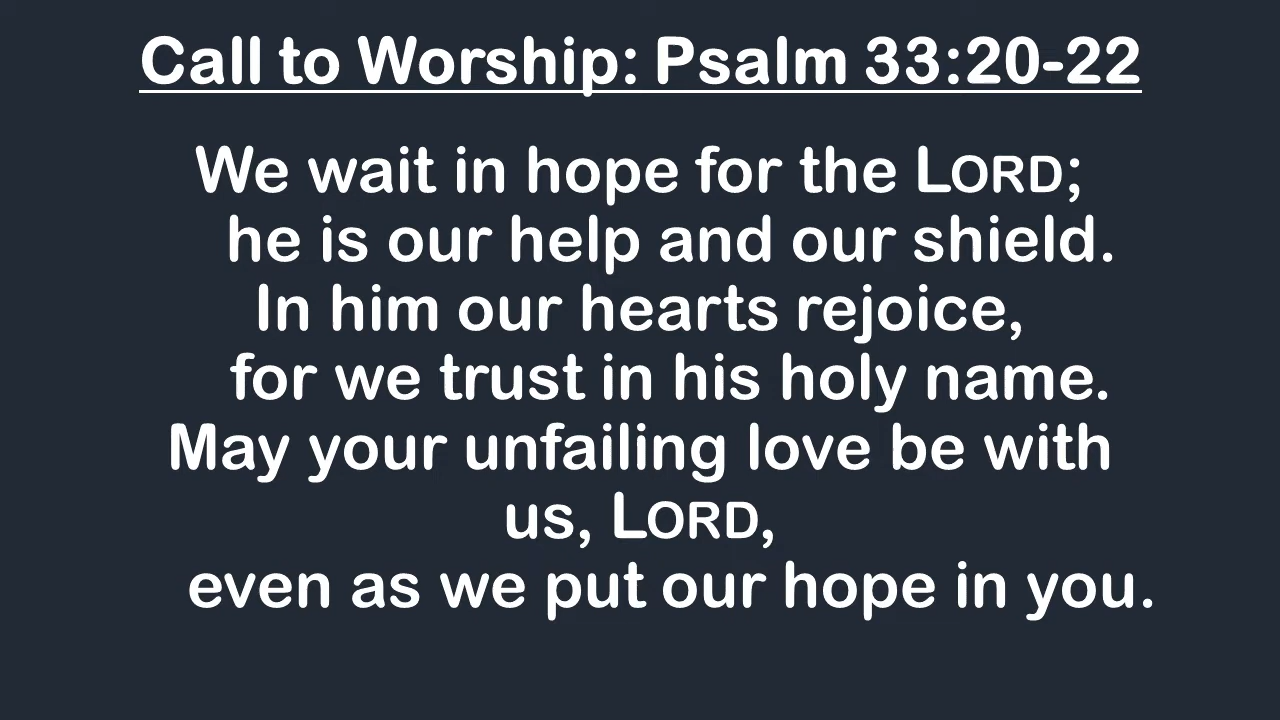 Call to Worship: Psalm 33:20-22
We wait in hope for the LORD;
he is our help and our shield.
In him our hearts rejoice,
for we trust in his holy name.
May your unfailing love be with
us, LORD,
even as we put our hope in you.